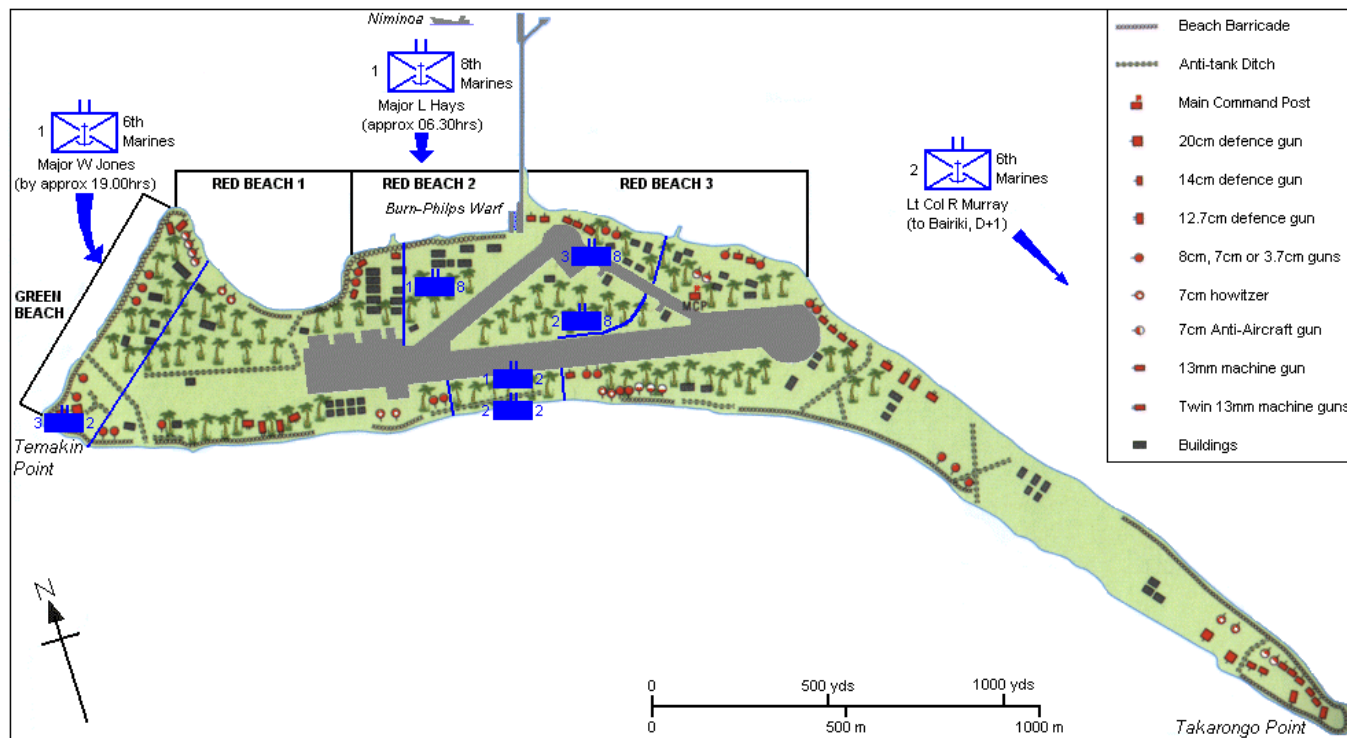 Niminoa
1
8th
Marines
Major L Hays
(approx 06.30hrs)
1
6th
Marines
Major W Jones
(by approx 19.00hrs)
2
6th
Marines
Lt Col R Murray
(to Bairiki, D+1)
RED BEACH 1
RED BEACH 2
RED BEACH 3
Burn-Philps Warf
GREEN
BEACH
3 8
1 8
MCP
2 8
1 2
2 2
3 2
Temakin
Point
N
0 500 yds 1000 yds
0 500 m 1000 m
Takarongo Point
Beach Barricade
Anti-tank Ditch
Main Command Post
20cm defence gun
14cm defence gun
12.7cm defence gun
8cm, 7cm or 3.7cm guns
7cm howitzer
7cm Anti-Aircraft gun
13mm machine gun
Twin 13mm machine guns
Buildings